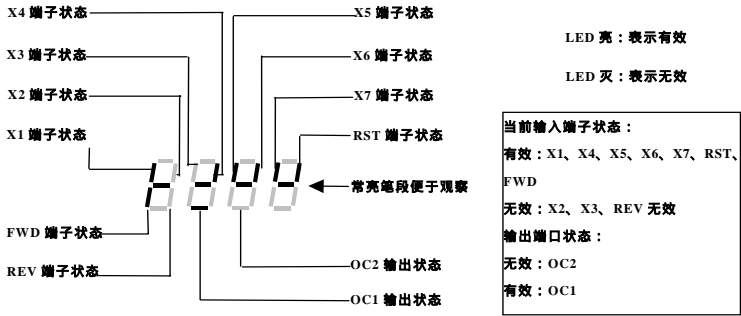 X4 端子状态
X3 端子状态
X2 端子状态
X1 端子状态
FWD 端子状态
REV 端子状态
X5 端子状态
X6 端子状态
X7 端子状态
RST 端子状态
常亮笔段便于观察
OC2 输出状态
OC1 输出状态
LED 亮：表示有效
LED 灭：表示无效
当前输入端子状态：
有效：X1、X4、X5、X6、X7、RST、
FWD
无效：X2、X3、REV 无效
输出端口状态：
无效：OC2
有效：OC1